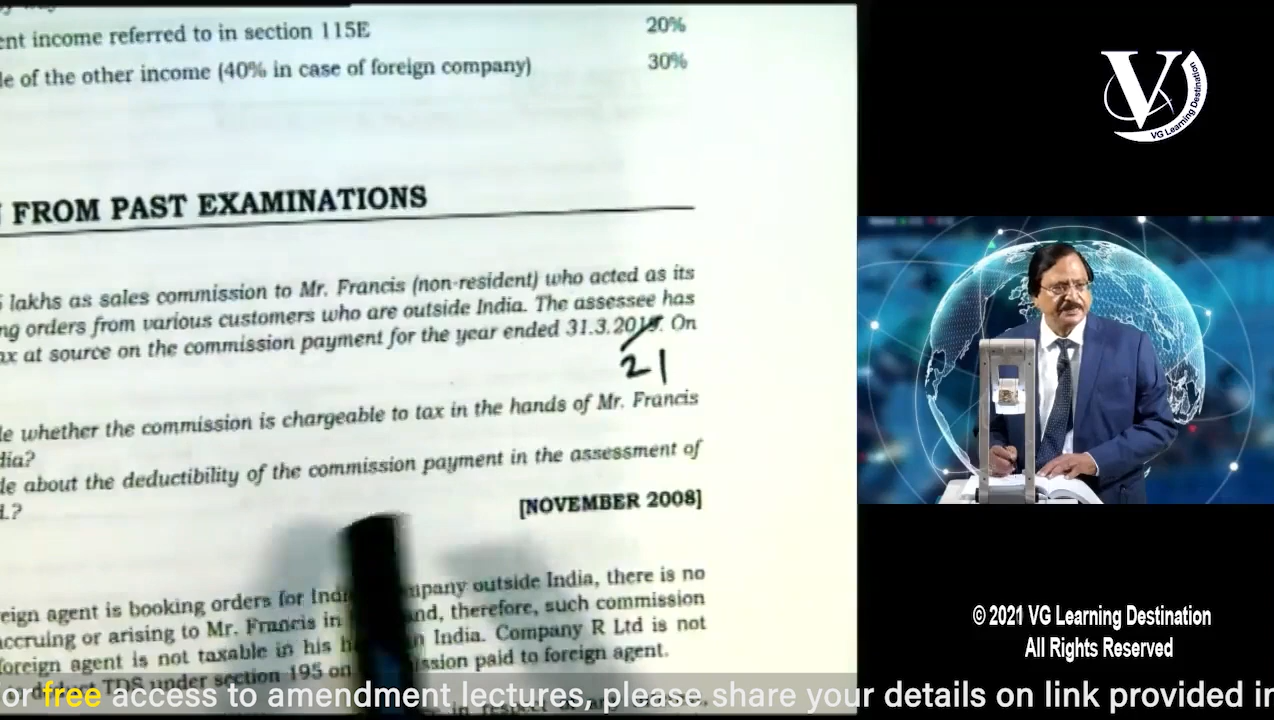 ent income referred to in section 115E 20%
le of the other income (40% in case of foreign company) 30%
FROM PAST EXAMINATIONS
lakhs as sales commission to Mr. Francis (non-resident) who acted as its
ng orders from various customers who are outside India. The assessee has
ax at source on the commission payment for the year ended 31.3.2019. On
21
de whether the commission is chargeable to tax in the hands of Mr. Francis
dia?
de about the deductibility of the commission payment in the assessment of
d.?
[NOVEMBER 2008]
eign agent is booking orders for Indi mpany outside India, there is no
accruing or arising to Mr. Francis in and, therefore, such commission
foreign agent is not taxable in his h in India. Company R Ltd is not
TDS under section 195 on ission paid to foreign agent.
V
VG Learning Destination
© 2021 VG Learning Destination
All Rights Reserved
or free access to amendment lectures, please share your details on link provided in